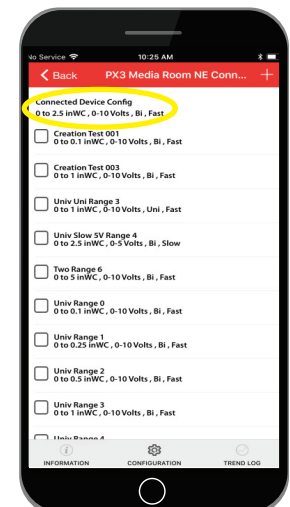 No Service 10:25 AM
Back PX3 Media Room NE Conn... +
Connected Device Config
0 to 2.5 inWC , 0-10 Volts , Bi , Fast
Creation Test 001
0 to 0.1 inWC , 0-10 Volts , Bi , Fast
Creation Test 003
0 to 1 inWC , 0-10 Volts , Bi , Fast
Univ Uni Range 3
0 to 1 inWC , 0-10 Volts , Uni , Fast
Univ Slow 5V Range 4
0 to 2.5 inWC , 0-5 Volts , Bi , Slow
Two Range 6
0 to 5 inWC , 0-10 Volts , Bi , Fast
Univ Range 0
0 to 0.1 inWC , 0-10 Volts , Bi , Fast
Univ Range 1
0 to 0.25 inWC , 0-10 Volts , Bi , Fast
Univ Range 2
0 to 0.5 inWC , 0-10 Volts , Bi , Fast
Univ Range 3
0 to 1 inWC , 0-10 Volts , Bi , Fast
Univ Range 4
INFORMATION CONFIGURATION TREND LOG